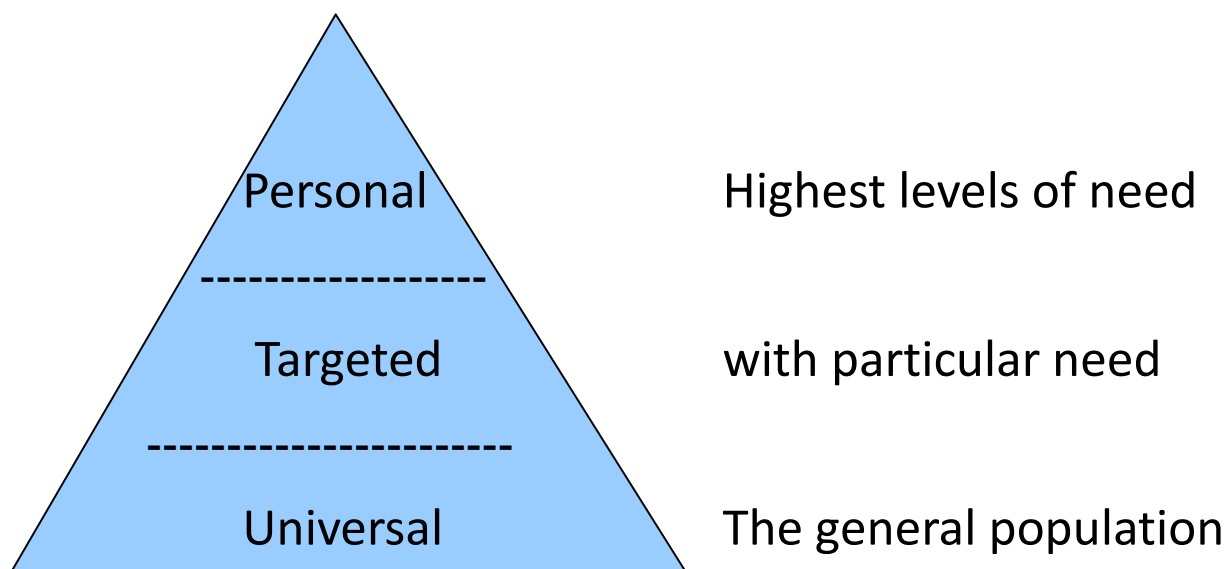 Personal Highest levels of need
------------------
Targeted with particular need
-----------------------
Universal The general population